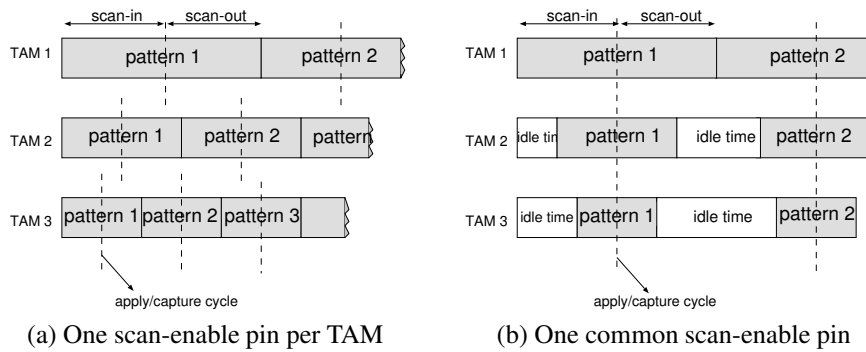 scan-in scan-out
TAM 1 pattern 1 pattern 2
TAM 2 pattern 1 pattern 2 pattern
TAM 3 pattern 1 pattern 2 pattern 3
apply/capture cycle
(a) One scan-enable pin per TAM
scan-in scan-out
TAM 1 pattern 1 pattern 2
TAM 2 idle tin pattern 1 idle time pattern 2
TAM 3 idle time pattern 1 idle time pattern 2
apply/capture cycle
(b) One common scan-enable pin